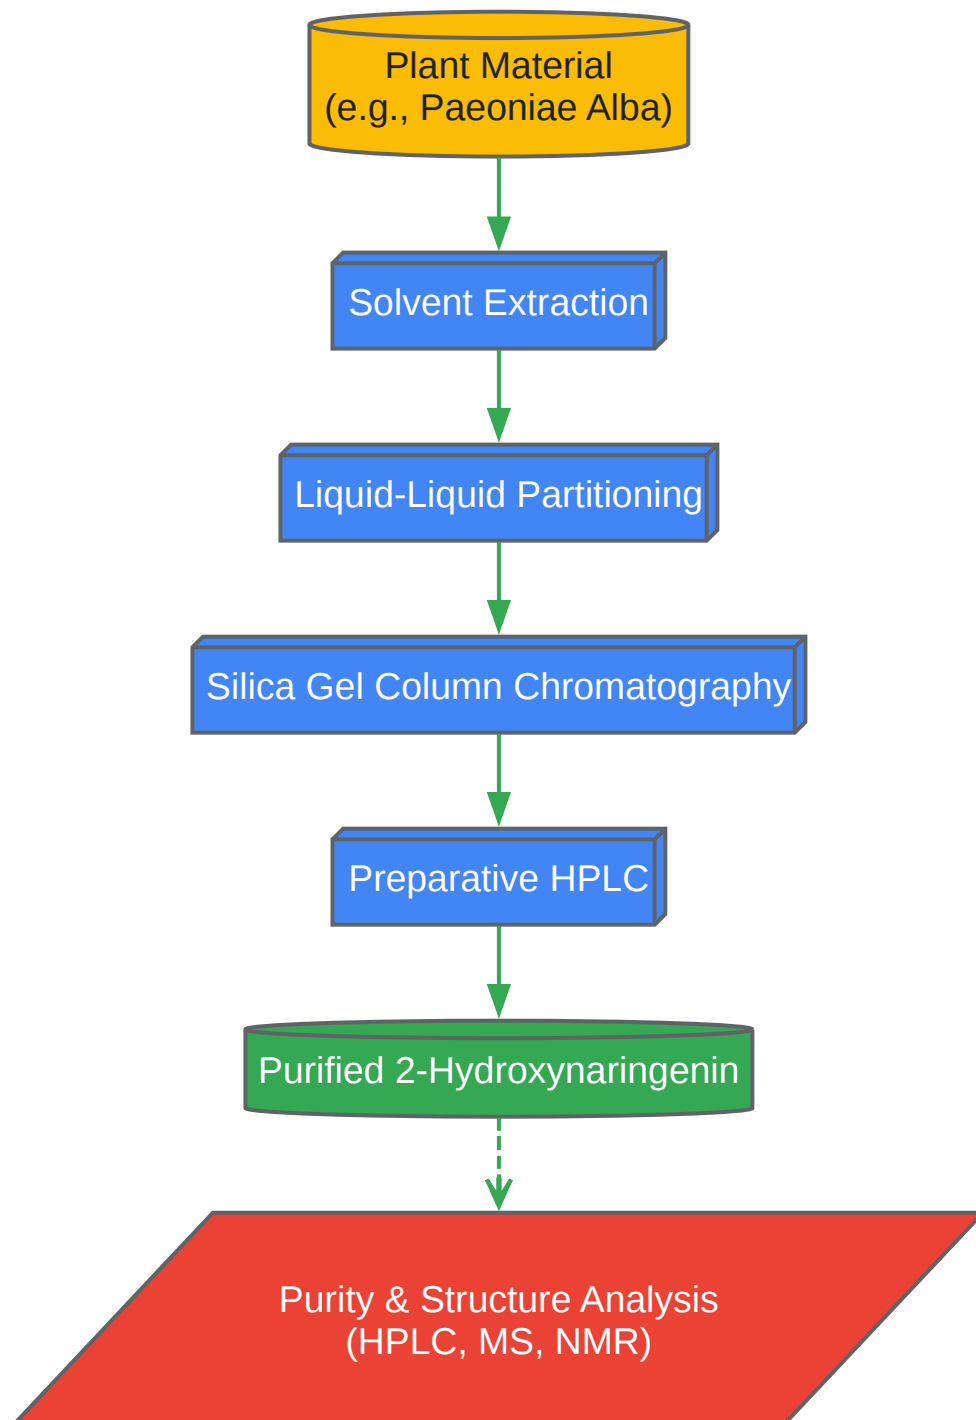 Plant Material
(e.g., Paeoniae Alba)
Solvent Extraction
Liquid-Liquid Partitioning
Silica Gel Column Chromatography
Preparative HPLC
Purified 2-Hydroxynaringenin
Purity & Structure Analysis
(HPLC, MS, NMR)